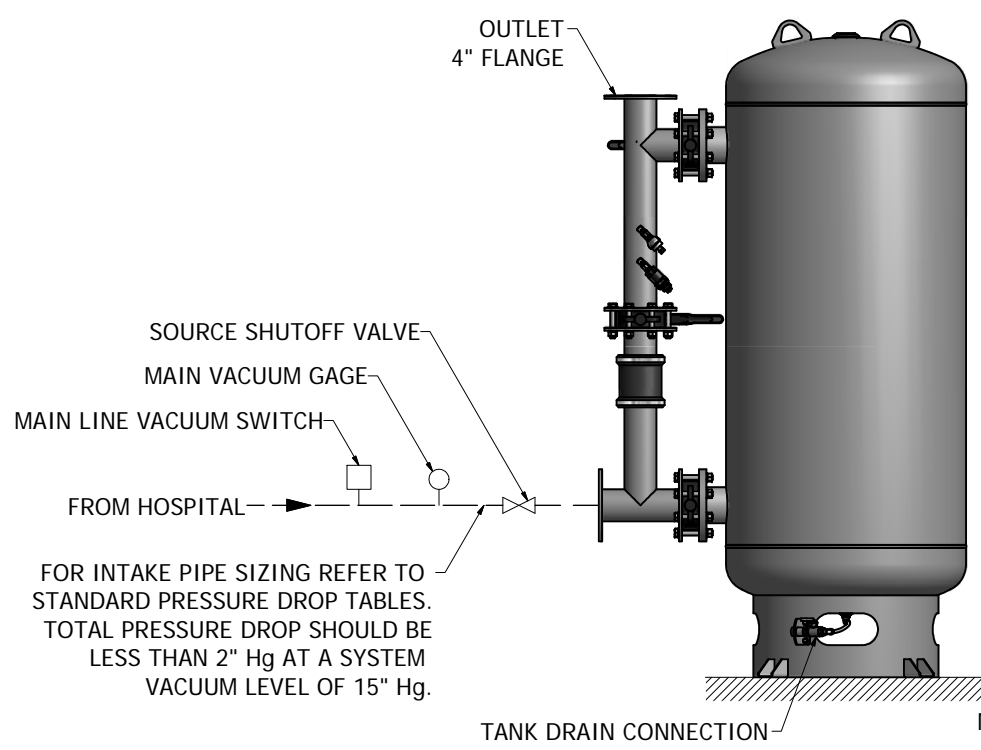 OUTLET
4" FLANGE
SOURCE SHUTOFF VALVE
MAIN VACUUM GAGE
MAIN LINE VACUUM SWITCH
FROM HOSPITAL
FOR INTAKE PIPE SIZING REFER TO
STANDARD PRESSURE DROP TABLES.
TOTAL PRESSURE DROP SHOULD BE
LESS THAN 2" Hg AT A SYSTEM
VACUUM LEVEL OF 15" Hg.
TANK DRAIN CONNECTION